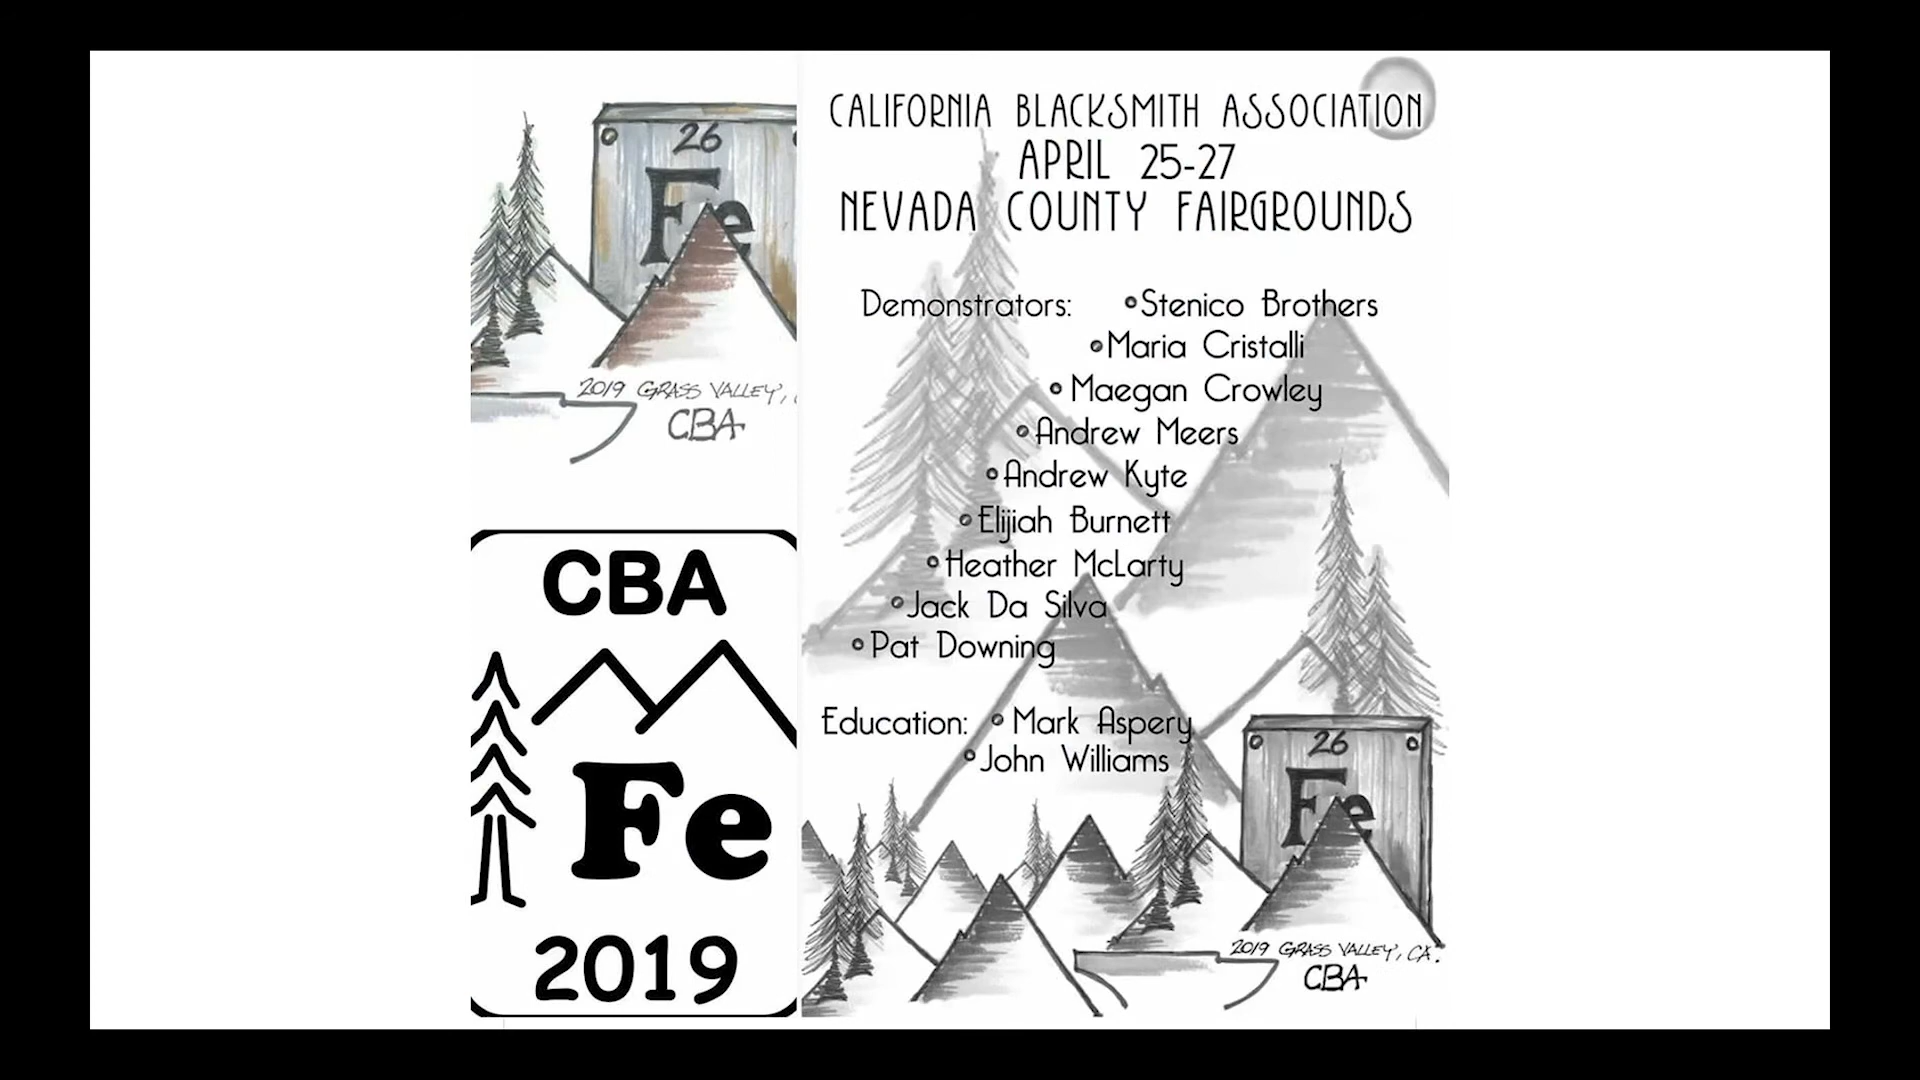 26
Fe
2019 GRASS VALLEY,
CBA
CBA
Fe
2019
CALIFORNIA BLACKSMITH ASSOCIATION
APRIL 25-27
NEVADA COUNTY FAIRGROUNDS
Demonstrators: Stenico Brothers
Maria Cristalli
Maegan Crowley
Andrew Meers
Andrew Kyte
Elijiah Burnett
Heather McLarty
Jack Da Silva
Pat Downing
Education: Mark Aspery
John Williams
26
Fe
2019 GRASS VALLEY, CA.
CBA